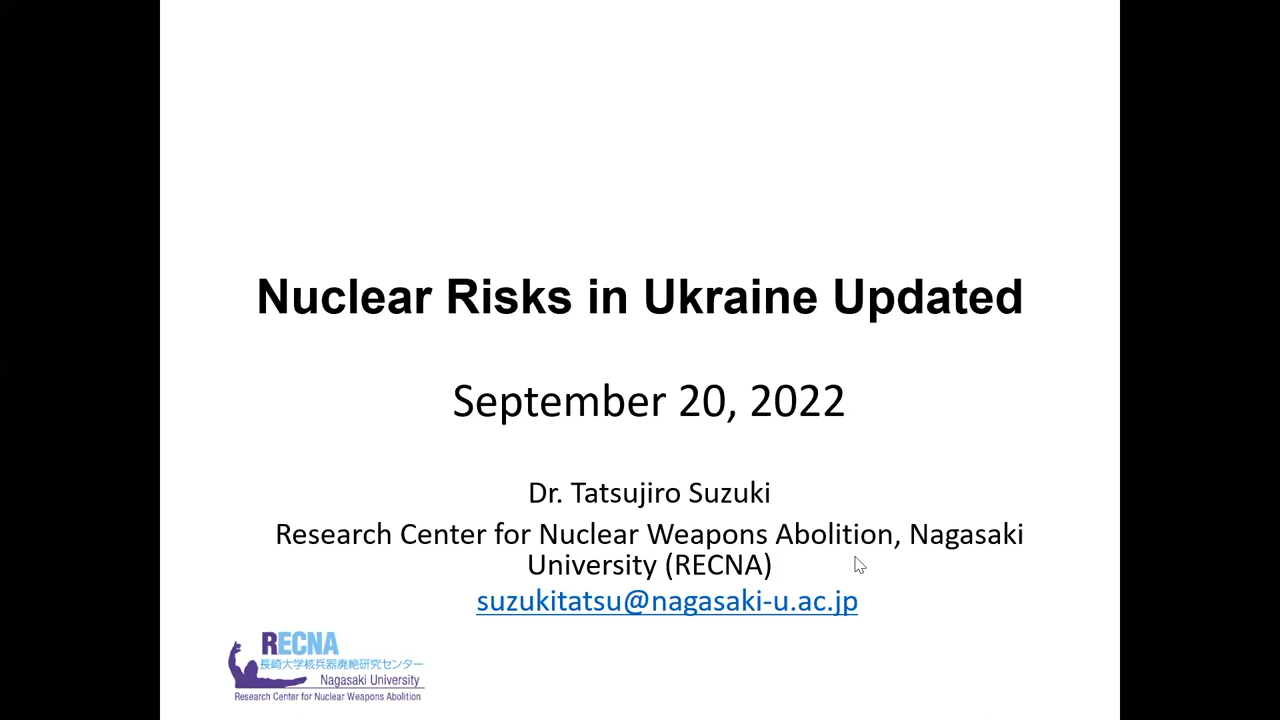 Nuclear Risks in Ukraine Updated
September 20, 2022
Dr. Tatsujiro Suzuki
Research Center for Nuclear Weapons Abolition, Nagasaki
University (RECNA)
suzukitatsu@nagasaki-u.ac.jp
RECNA
長崎大学核兵器廃絶研究センター
Nagasaki University
Research Center for Nuclear Weapons Abolition